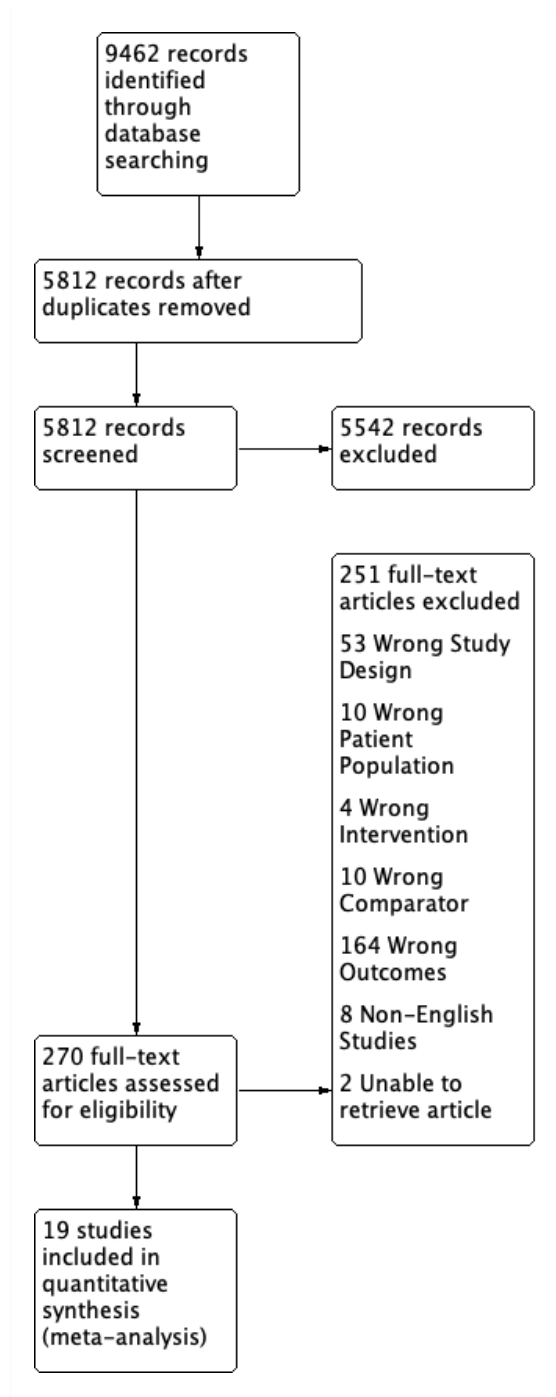 9462 records
identified
through
database
searching
5812 records after
duplicates removed
5812 records
screened
5542 records
excluded
251 full-text
articles excluded
53 Wrong Study
Design
10 Wrong
Patient
Population
4 Wrong
Intervention
10 Wrong
Comparator
164 Wrong
Outcomes
8 Non-English
Studies
2 Unable to
retrieve article
270 full-text
articles assessed
for eligibility
19 studies
included in
quantitative
synthesis
(meta-analysis)